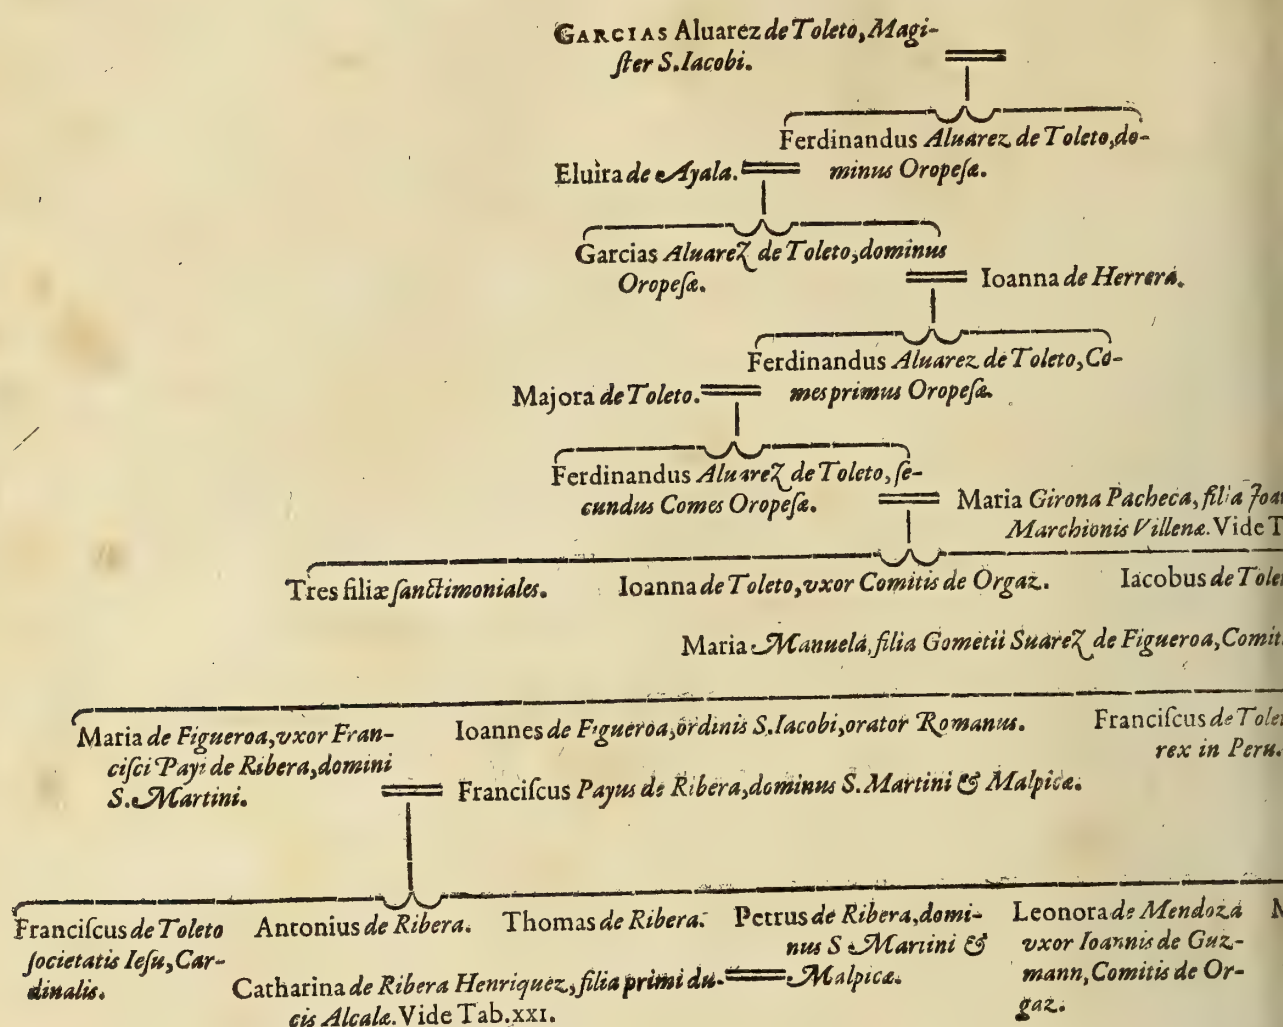 GARCIAS Aluarez de Toleto, Magi-
ſter S. Iacobi.
Ferdinandus Aluarez de Toleto, do-
minus Oropeſæ.
Eluira de Ayala.
Garcias Aluarez de Toleto, dominus
Oropeſæ.
Ioanna de Herrera.
Ferdinandus Aluarez de Toleto, Co-
mes primus Oropeſæ.
Majora de Toleto.
Ferdinandus Aluarez de Toleto, ſe-
cundus Comes Oropeſæ.
Maria Girona Pacheca, filia Joan
Marchionis Villenæ. Vide T
Tres filiæ ſanctimoniales.
Ioanna de Toleto, vxor Comitis de Orgaz.
Iacobus de Tole
Maria Manuela, filia Gometii Suarez de Figueroa, Comit
Maria de Figueroa, vxor Fran-
ciſci Payi de Ribera, domini
S. Martini.
Ioannes de Figueroa, ordinis S. Iacobi, orator Romanus.
Franciſcus de Tole
rex in Peru.
Franciſcus Payus de Ribera, dominus S. Martini & Malpicæ.
Franciſcus de Toleto
ſocietatis Ieſu, Car-
dinalis.
Antonius de Ribera.
Thomas de Ribera.
Petrus de Ribera, domi-
nus S Martini &
Malpicæ.
Catharina de Ribera Henriquez, filia primi du-
cis Alcalæ. Vide Tab. XXI.
Leonora de Mendoza
vxor Ioannis de Guz-
mann, Comitis de Or-
gaz.